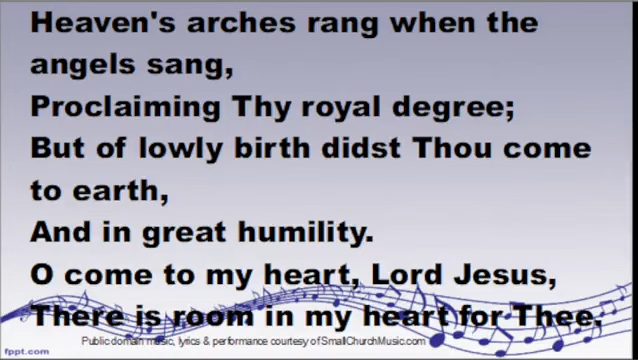 Heaven's arches rang when the
angels sang,
Proclaiming Thy royal degree;
But of lowly birth didst Thou come
to earth,
And in great humility.
O come to my heart, Lord Jesus,
There is room in my heart for Thee.
Public domain music, lyrics & performance courtesy of SmallChurchMusic.com
fppt.com